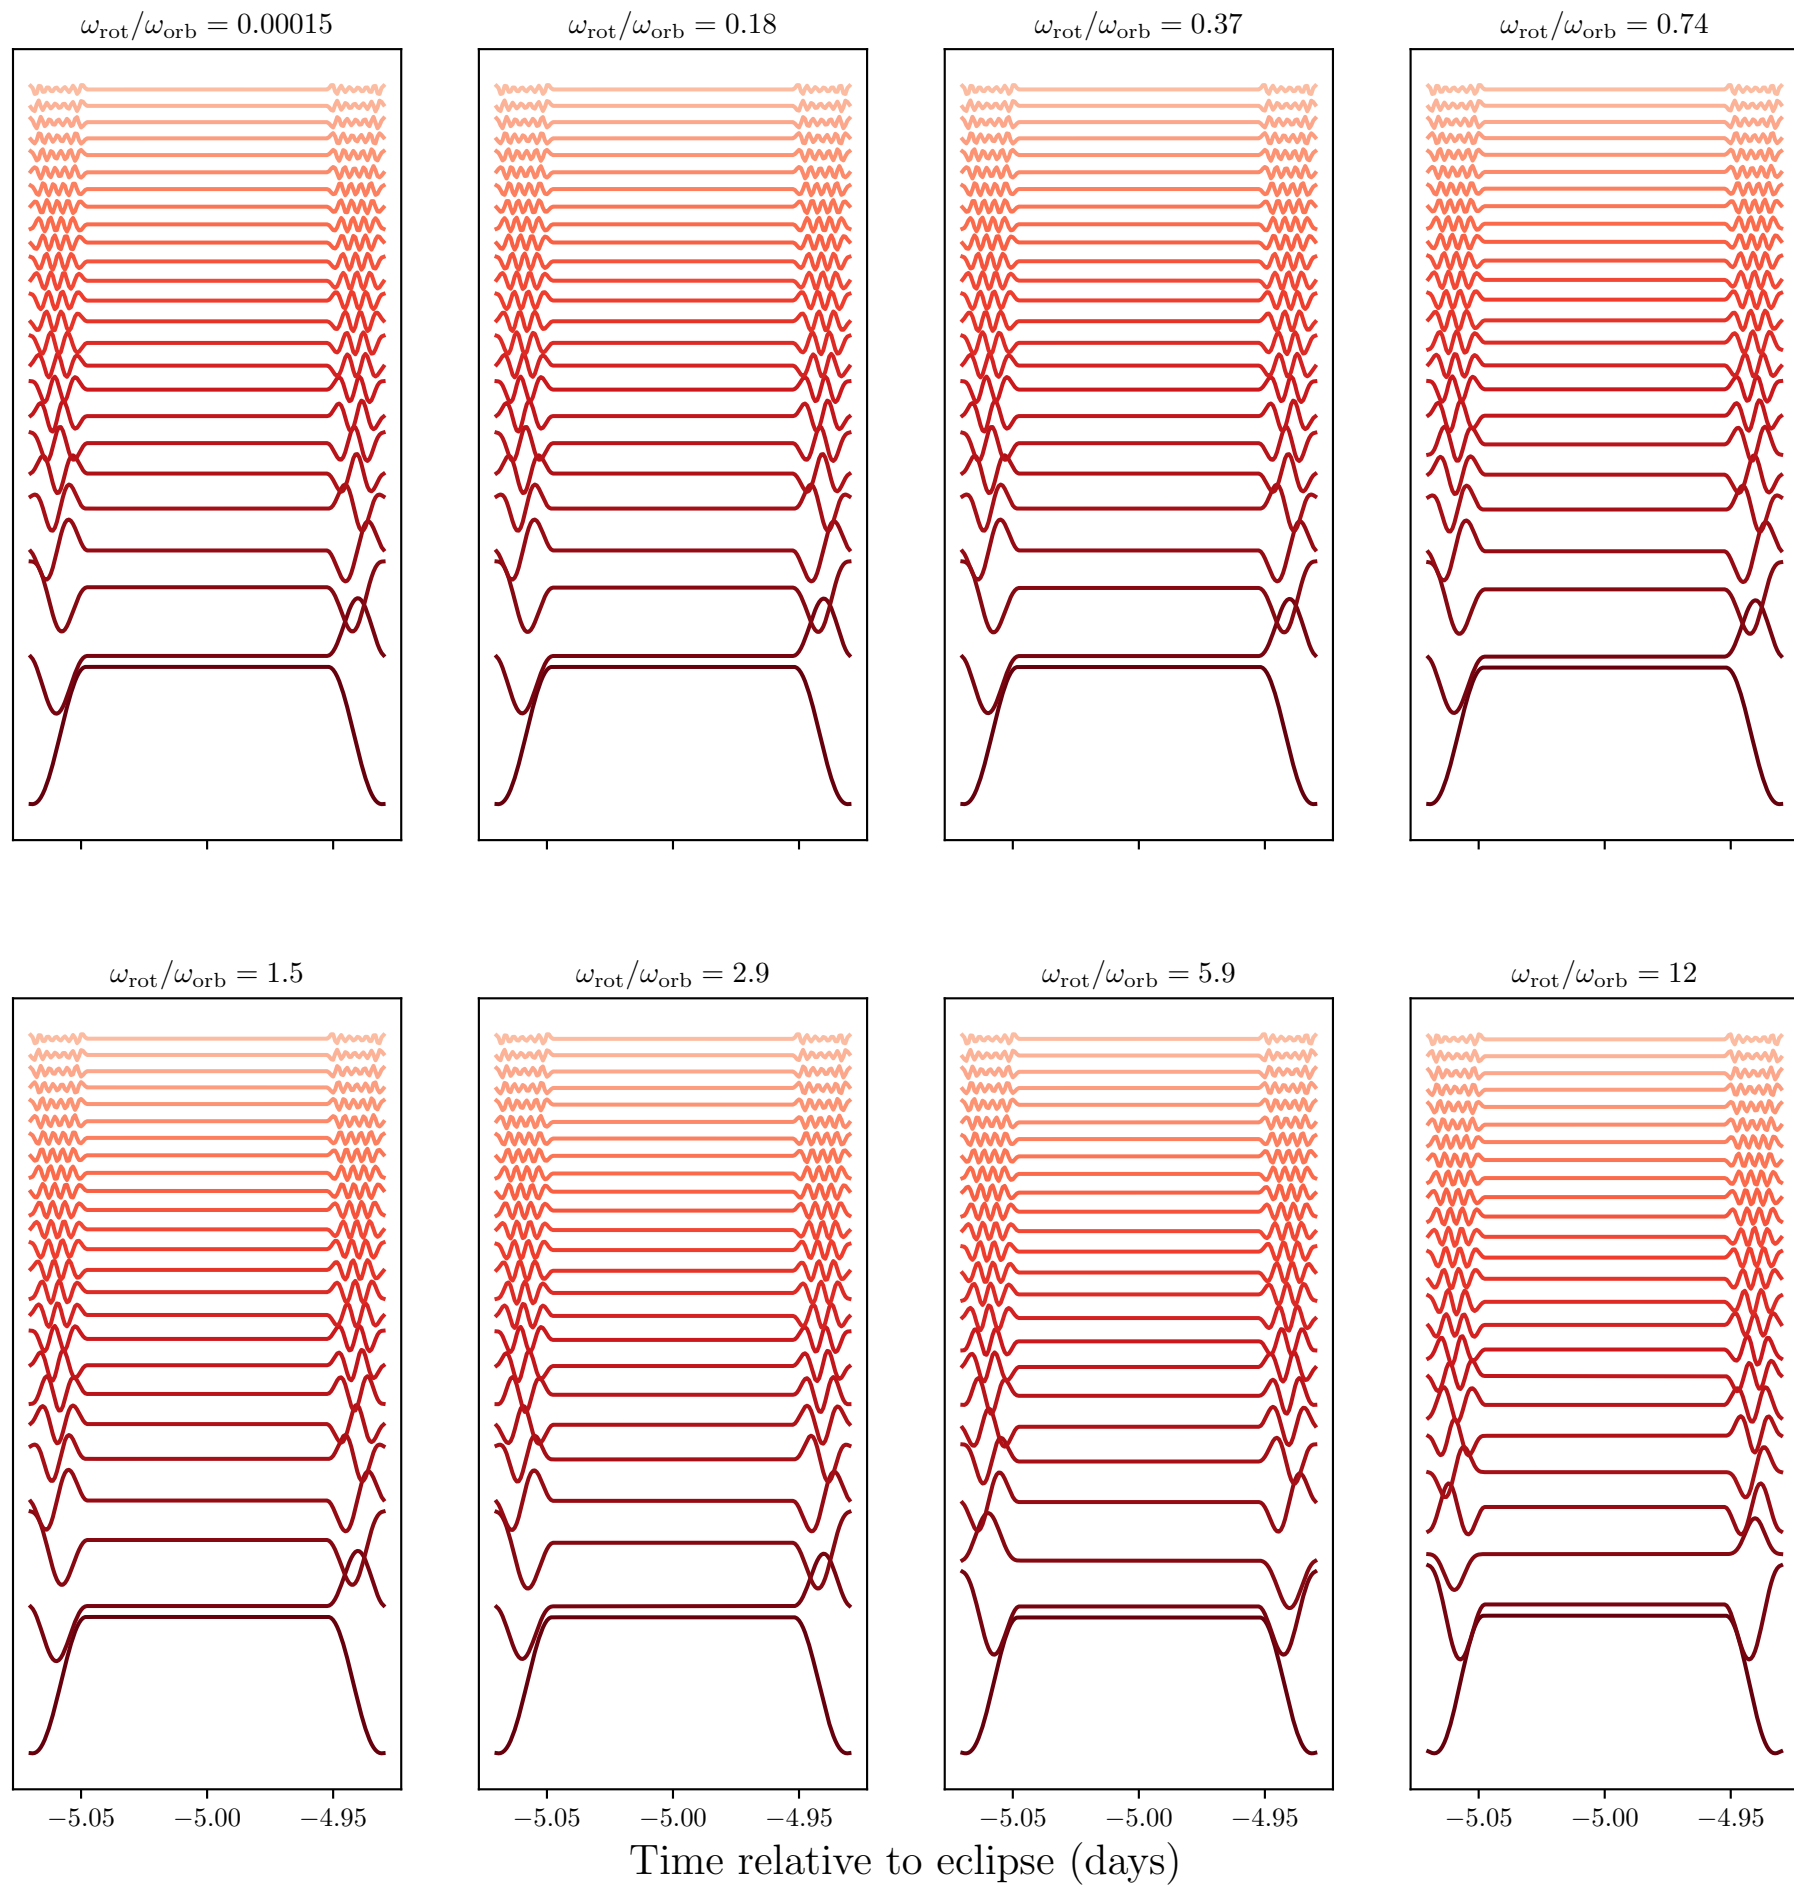 ω_rot/ω_orb = 0.00015
ω_rot/ω_orb = 0.18
ω_rot/ω_orb = 0.37
ω_rot/ω_orb = 0.74
ω_rot/ω_orb = 1.5
ω_rot/ω_orb = 2.9
ω_rot/ω_orb = 5.9
ω_rot/ω_orb = 12
−5.05 −5.00 −4.95
−5.05 −5.00 −4.95
−5.05 −5.00 −4.95
−5.05 −5.00 −4.95
Time relative to eclipse (days)